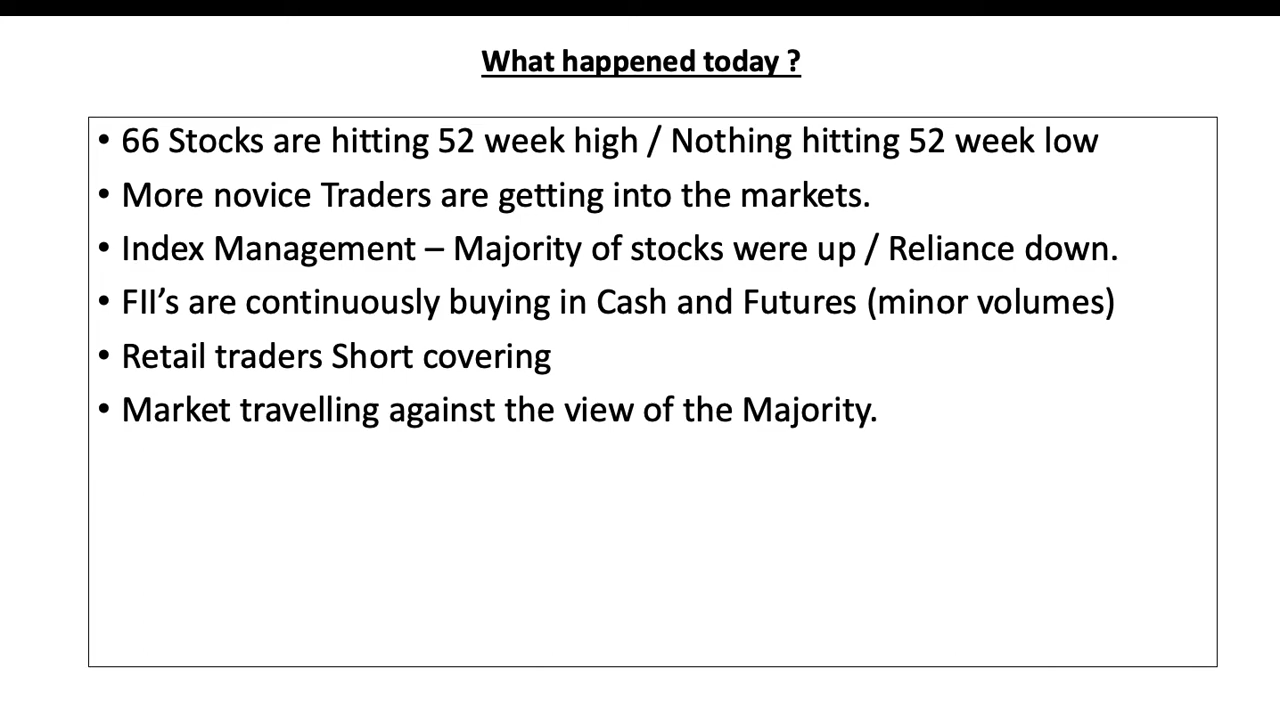 What happened today ?
• 66 Stocks are hitting 52 week high / Nothing hitting 52 week low
• More novice Traders are getting into the markets.
• Index Management – Majority of stocks were up / Reliance down.
• FII’s are continuously buying in Cash and Futures (minor volumes)
• Retail traders Short covering
• Market travelling against the view of the Majority.